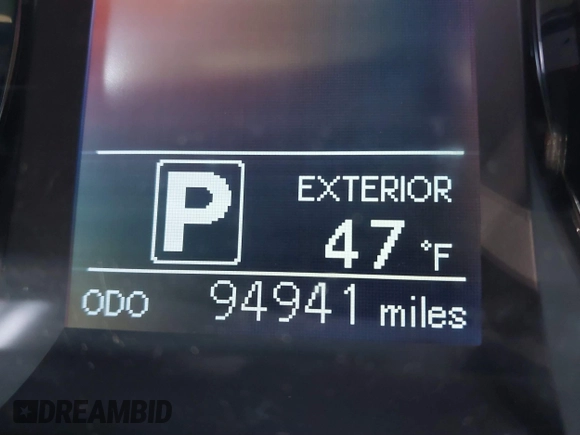 P
EXTERIOR
47 °F
ODO 94941 miles
DREAMBID